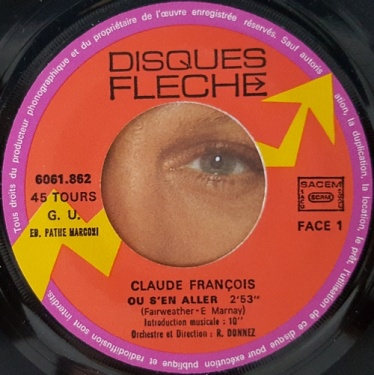 Tous droits du producteur phonographique et du propriétaire de l'œuvre enregistrée réservés. Sauf autorisation, la duplication, la location, le prêt, l'utilisation de ce disque pour exécution publique et radiodiffusion sont interdits.
DISQUES
FLECHE
6061.862
45 TOURS
G. U.
ED. PATHE MARCONI
SACEM
FACE 1
CLAUDE FRANÇOIS
OU S'EN ALLER 2'53"
(Fairweather - E Marnay)
Introduction musicale : 10"
Orchestre et Direction : R. DONNEZ